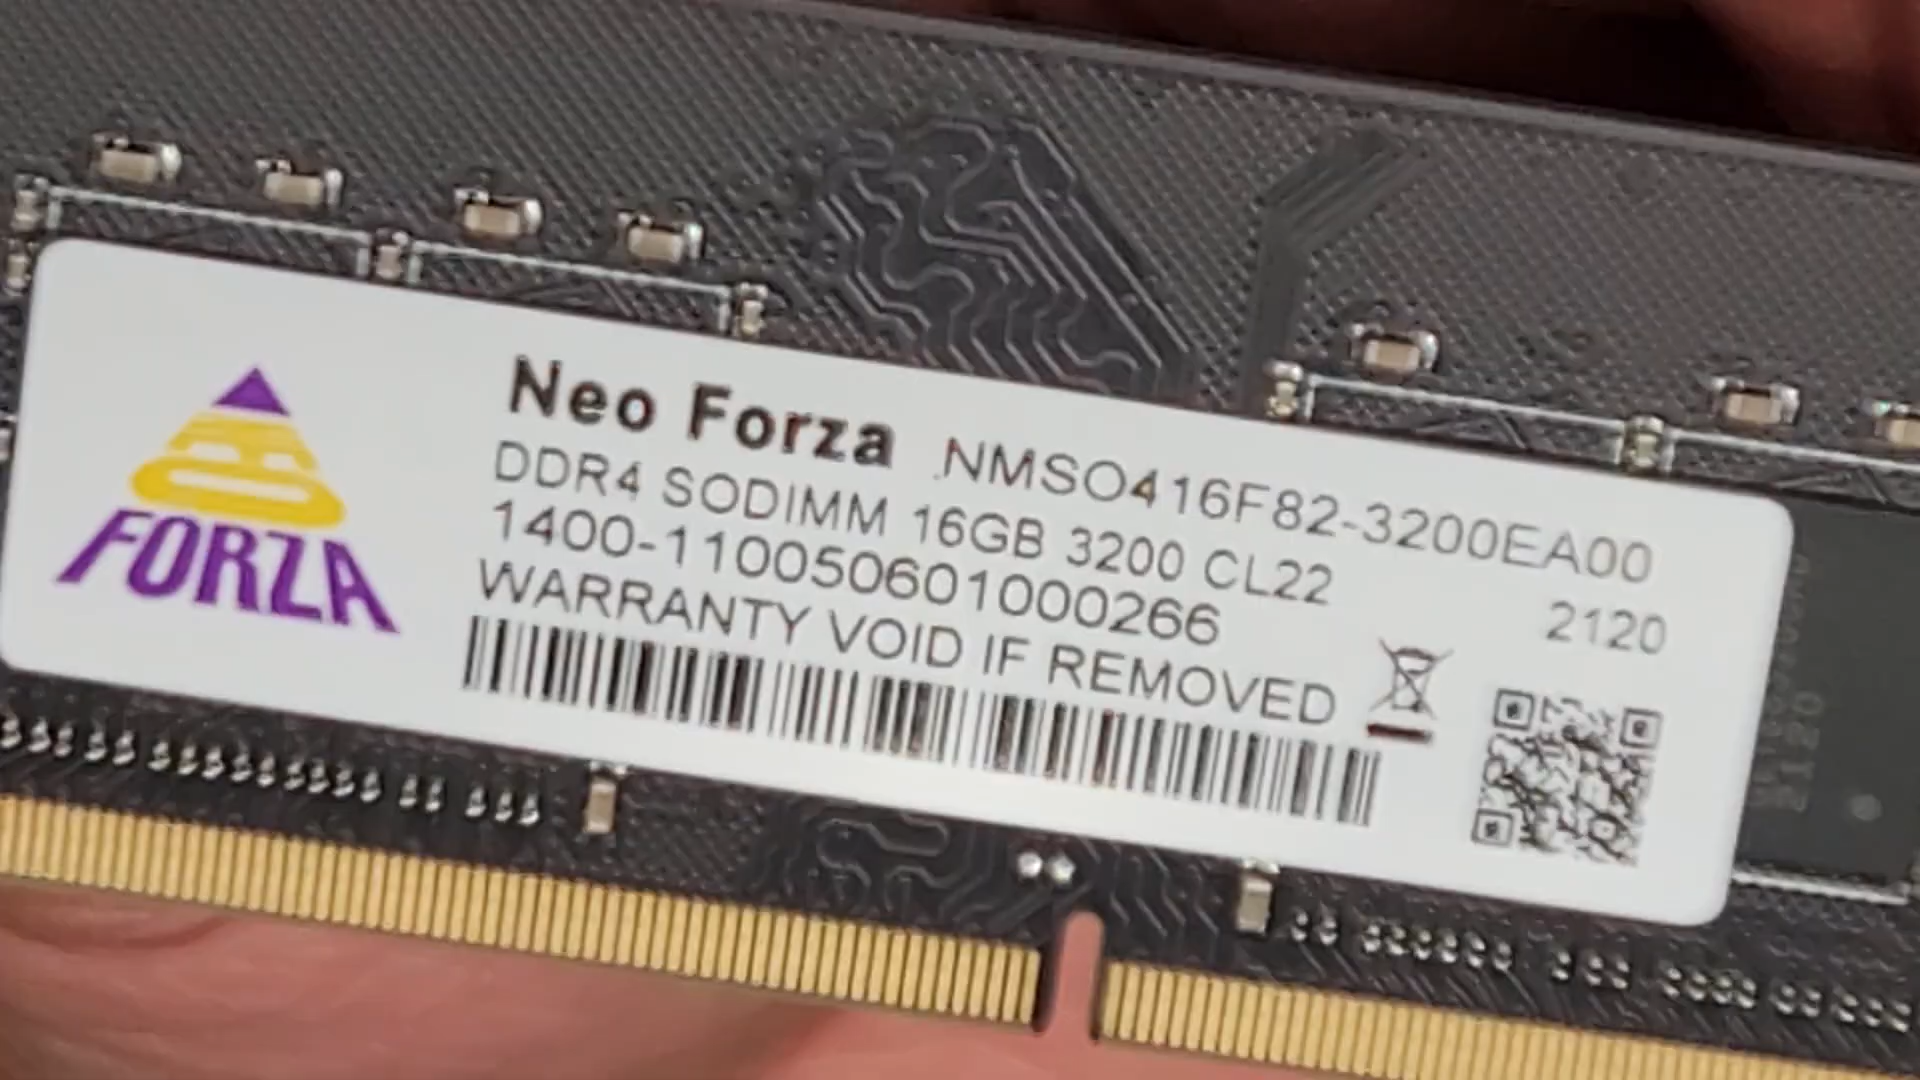 FORZA
Neo Forza NMSO416F82-3200EA00
DDR4 SODIMM 16GB 3200 CL22
1400-110050601000266 2120
WARRANTY VOID IF REMOVED